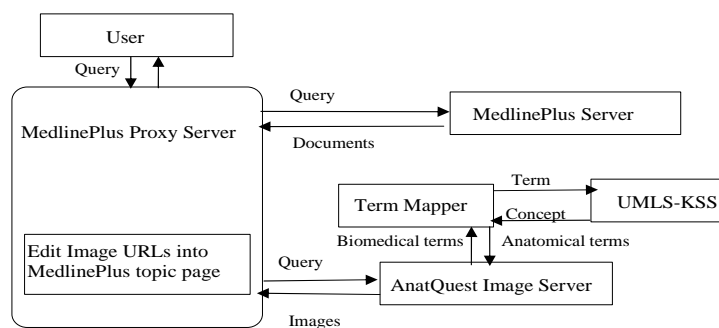 User
Query
MedlinePlus Proxy Server
Query
MedlinePlus Server
Documents
Term
Term Mapper
UMLS-KSS
Concept
Biomedical terms
Anatomical terms
Edit Image URLs into
MedlinePlus topic page
Query
AnatQuest Image Server
Images